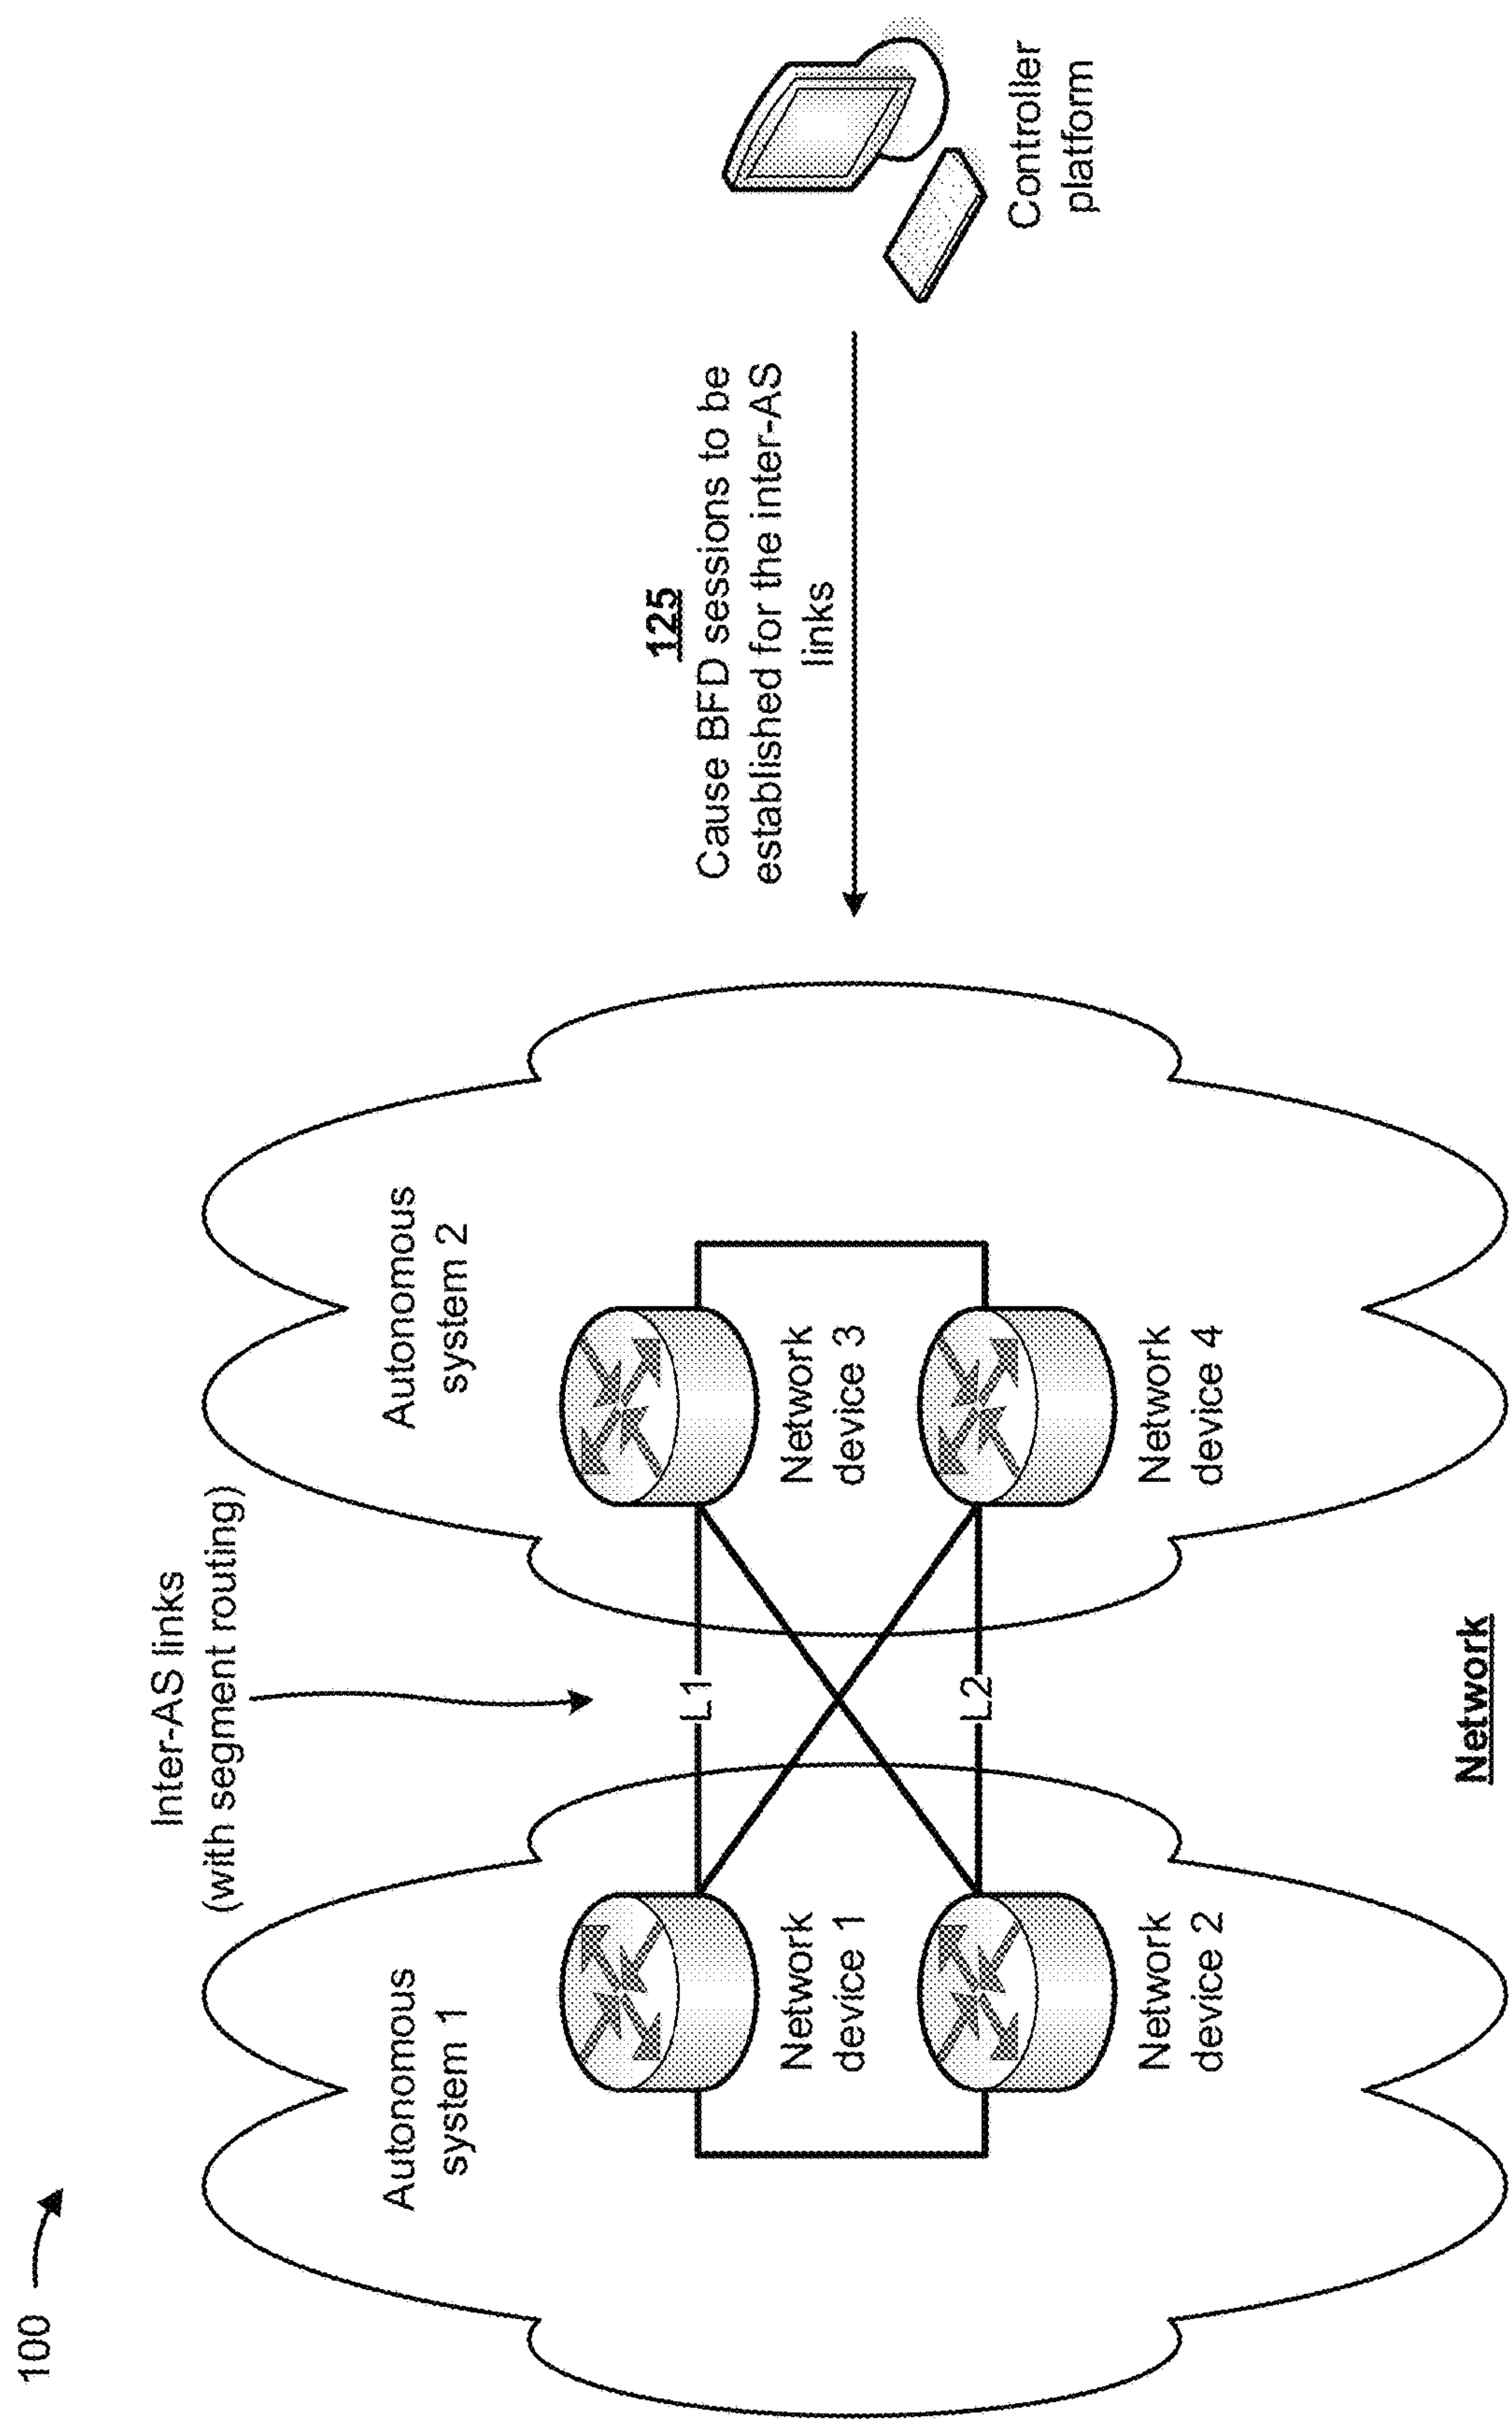 100
Inter-AS links
(with segment routing)
Autonomous
system 1
Autonomous
system 2
L1
L2
Network
device 1
Network
device 3
Network
device 2
Network
device 4
Network
125
Cause BFD sessions to be
established for the inter-AS
links
Controller
platform